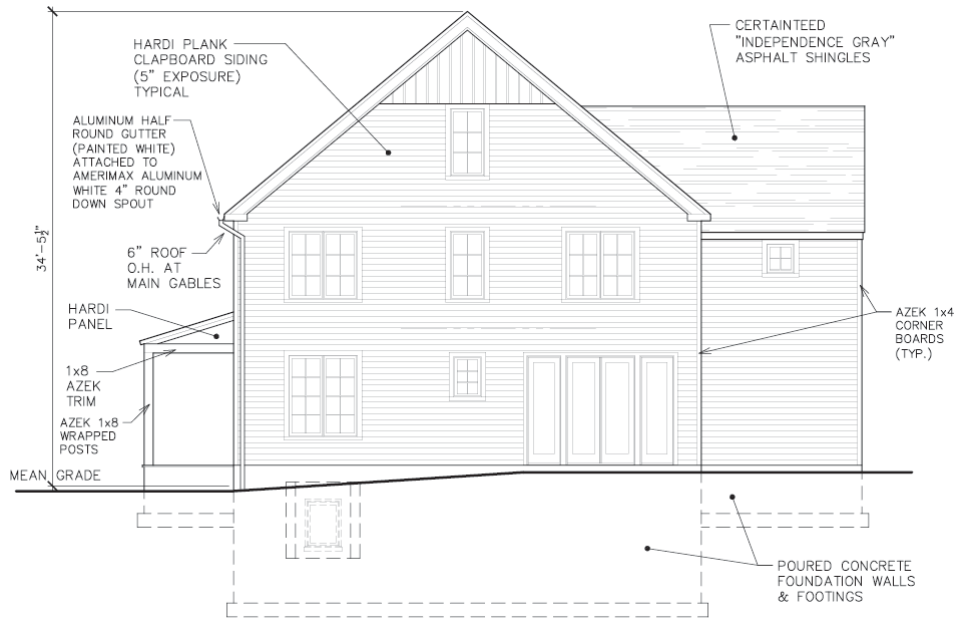 HARDI PLANK
CLAPBOARD SIDING
(5" EXPOSURE)
TYPICAL
CERTAINTEED
"INDEPENDENCE GRAY"
ASPHALT SHINGLES
ALUMINUM HALF
ROUND GUTTER
(PAINTED WHITE)
ATTACHED TO
AMERIMAX ALUMINUM
WHITE 4" ROUND
DOWN SPOUT
34'-5½"
6" ROOF
O.H. AT
MAIN GABLES
HARDI
PANEL
AZEK 1x4
CORNER
BOARDS
(TYP.)
1x8
AZEK
TRIM
AZEK 1x8
WRAPPED
POSTS
MEAN GRADE
POURED CONCRETE
FOUNDATION WALLS
& FOOTINGS